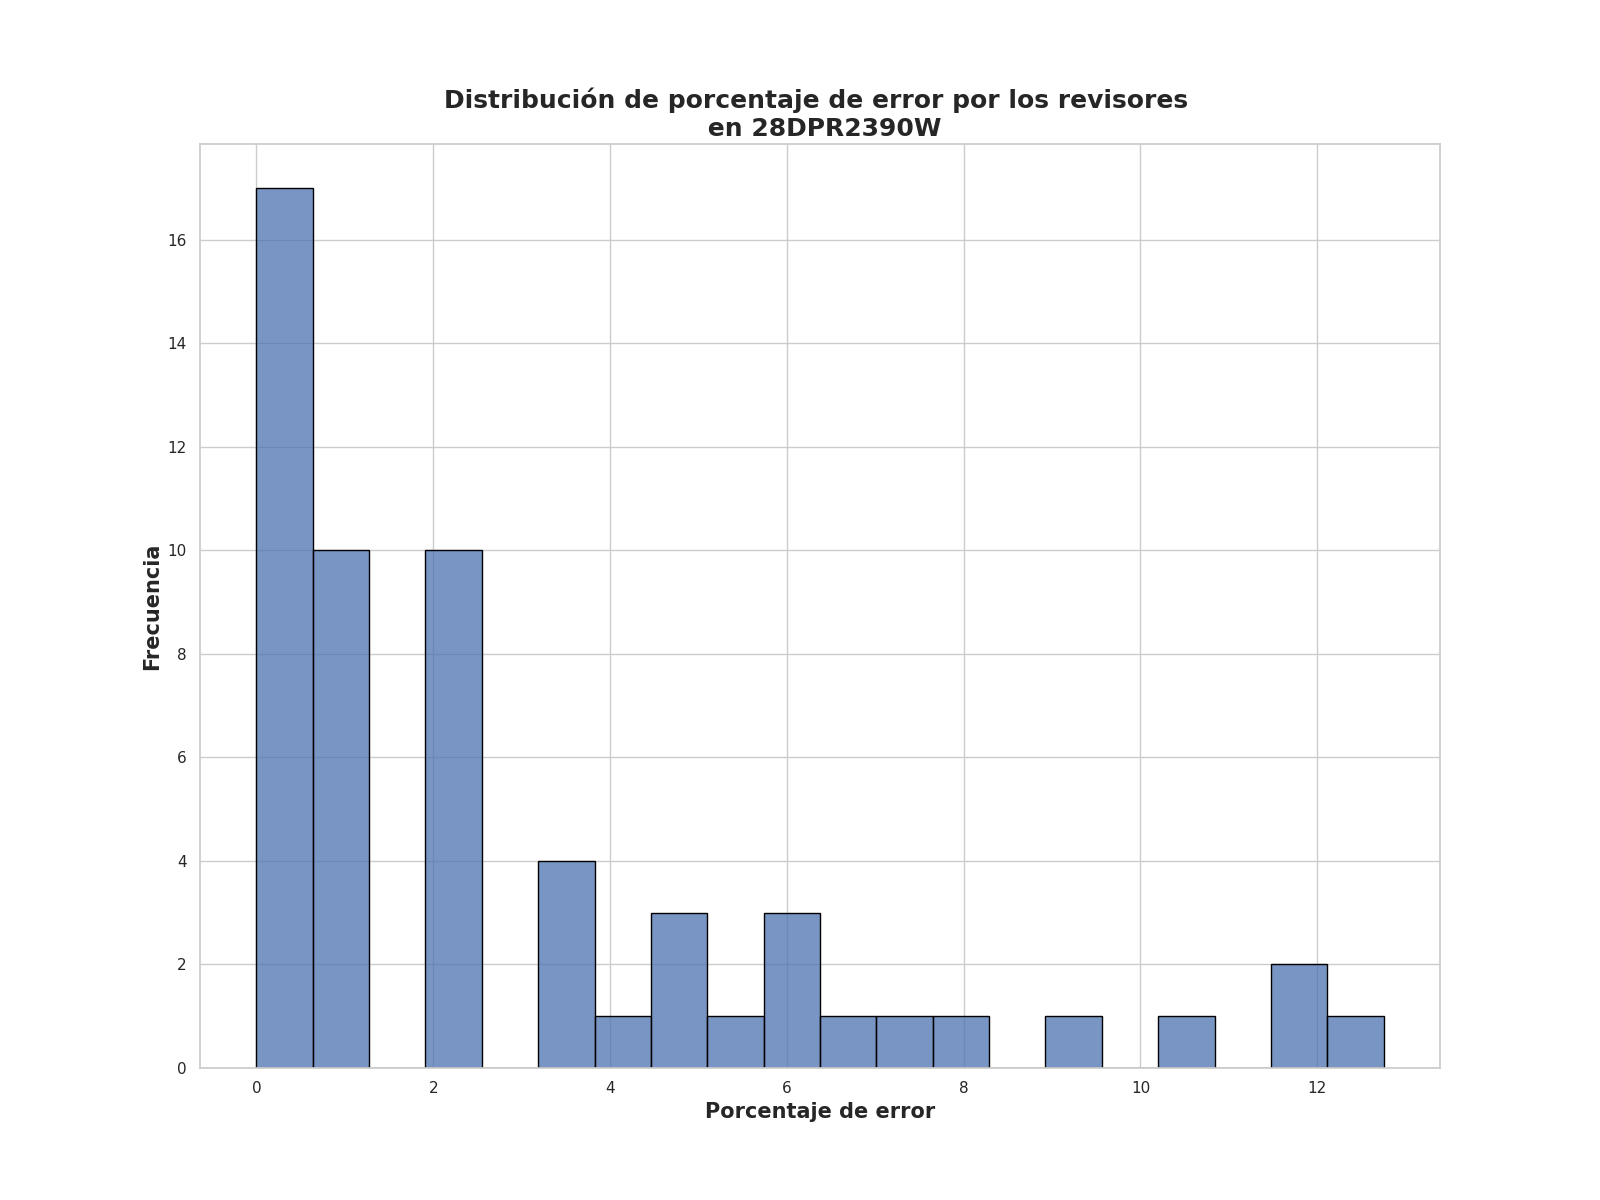 Distribución de porcentaje de error por los revisores
en 28DPR2390W
Frecuencia
16
14
12
10
8
6
4
2
0
0 2 4 6 8 10 12
Porcentaje de error